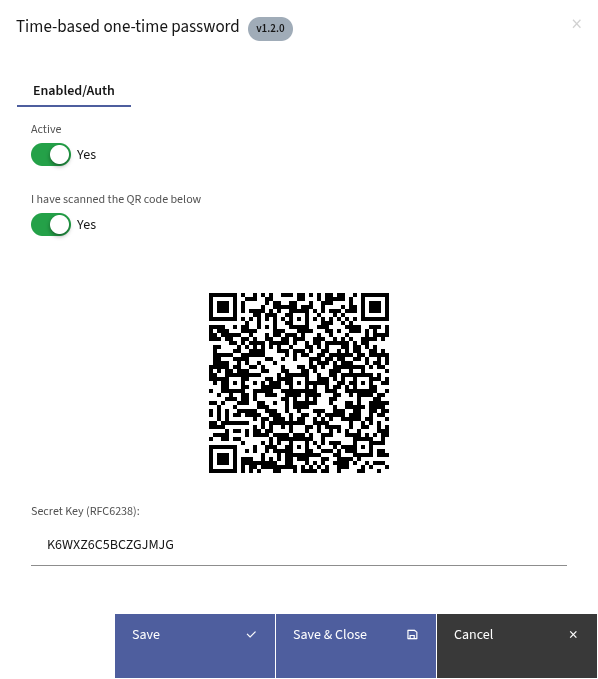 Time-based one-time password v1.2.0
Enabled/Auth
Active
Yes
I have scanned the QR code below
Yes
Secret Key (RFC6238):
K6WXZ6C5BCZGJMJG
Save
Save & Close
Cancel